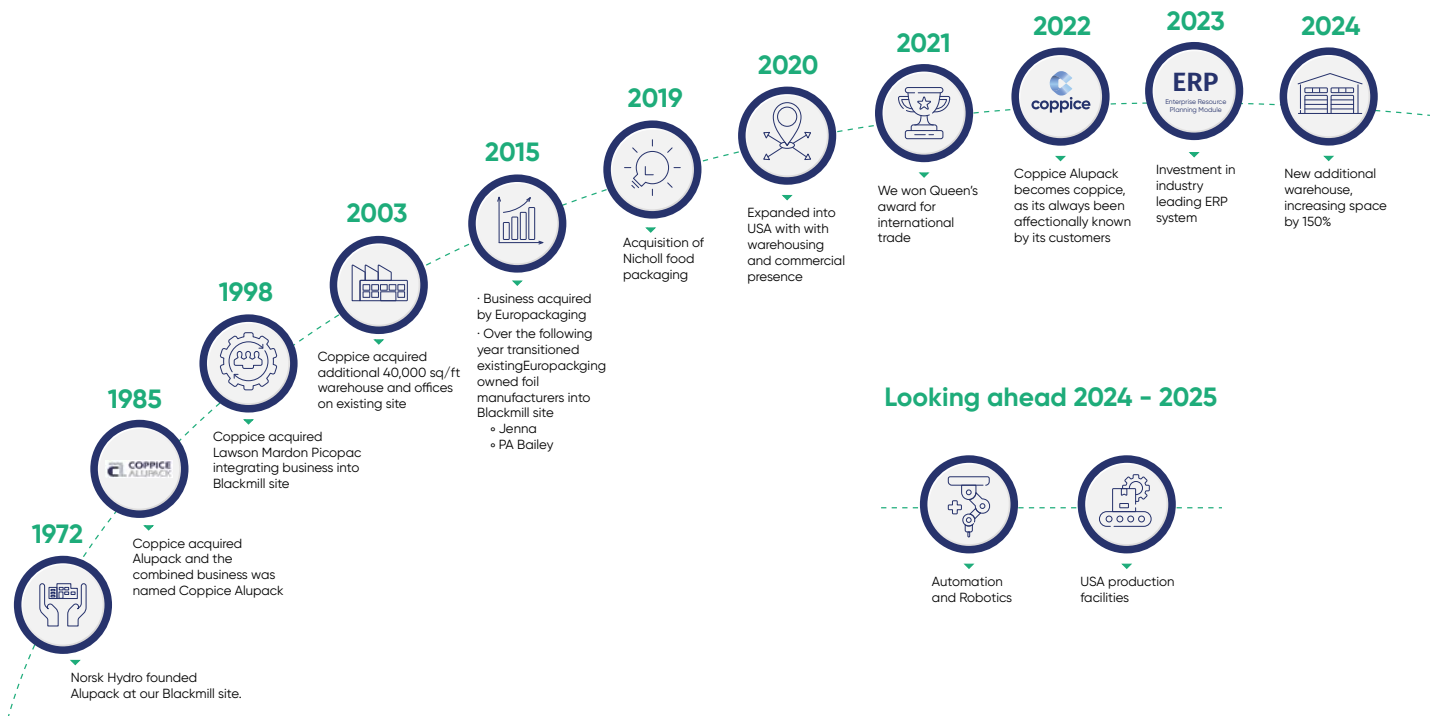 1972
Norsk Hydro founded
Alupack at our Blackmill site.
1985
COPPICE
ALUPACK
Coppice acquired
Alupack and the
combined business was
named Coppice Alupack
1998
Coppice acquired
Lawson Mardon Picopac
integrating business into
Blackmill site
2003
Coppice acquired
additional 40,000 sq/ft
warehouse and offices
on existing site
2015
· Business acquired
by Europackaging
· Over the following
year transitioned
existingEuropackging
owned foil
manufacturers into
Blackmill site
∘ Jenna
∘ PA Bailey
2019
Acquisition of
Nicholl food
packaging
2020
Expanded into
USA with with
warehousing
and commercial
presence
2021
We won Queen's
award for
international
trade
2022
coppice
Coppice Alupack
becomes coppice,
as its always been
affectionally known
by its customers
2023
ERP
Enterprise Resource
Planning Module
Investment in
industry
leading ERP
system
2024
New additional
warehouse,
increasing space
by 150%
Looking ahead 2024 - 2025
Automation
and Robotics
USA production
facilities